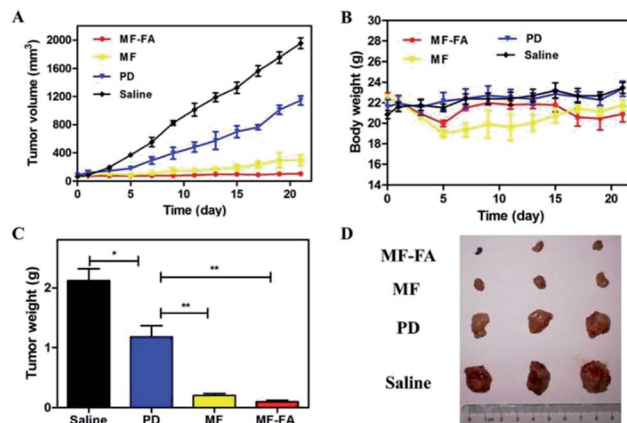 A
MF-FA
MF
PD
Saline
Tumor volume (mm³)
2000
1600
1200
800
400
0
0 5 10 15 20
Time (day)
B
MF-FA
MF
PD
Saline
Body weight (g)
28
26
24
22
20
18
16
14
0 5 10 15 20
Time (day)
C
Tumor weight (g)
2
1
0
*
**
**
Saline PD MF MF-FA
D
MF-FA
MF
PD
Saline